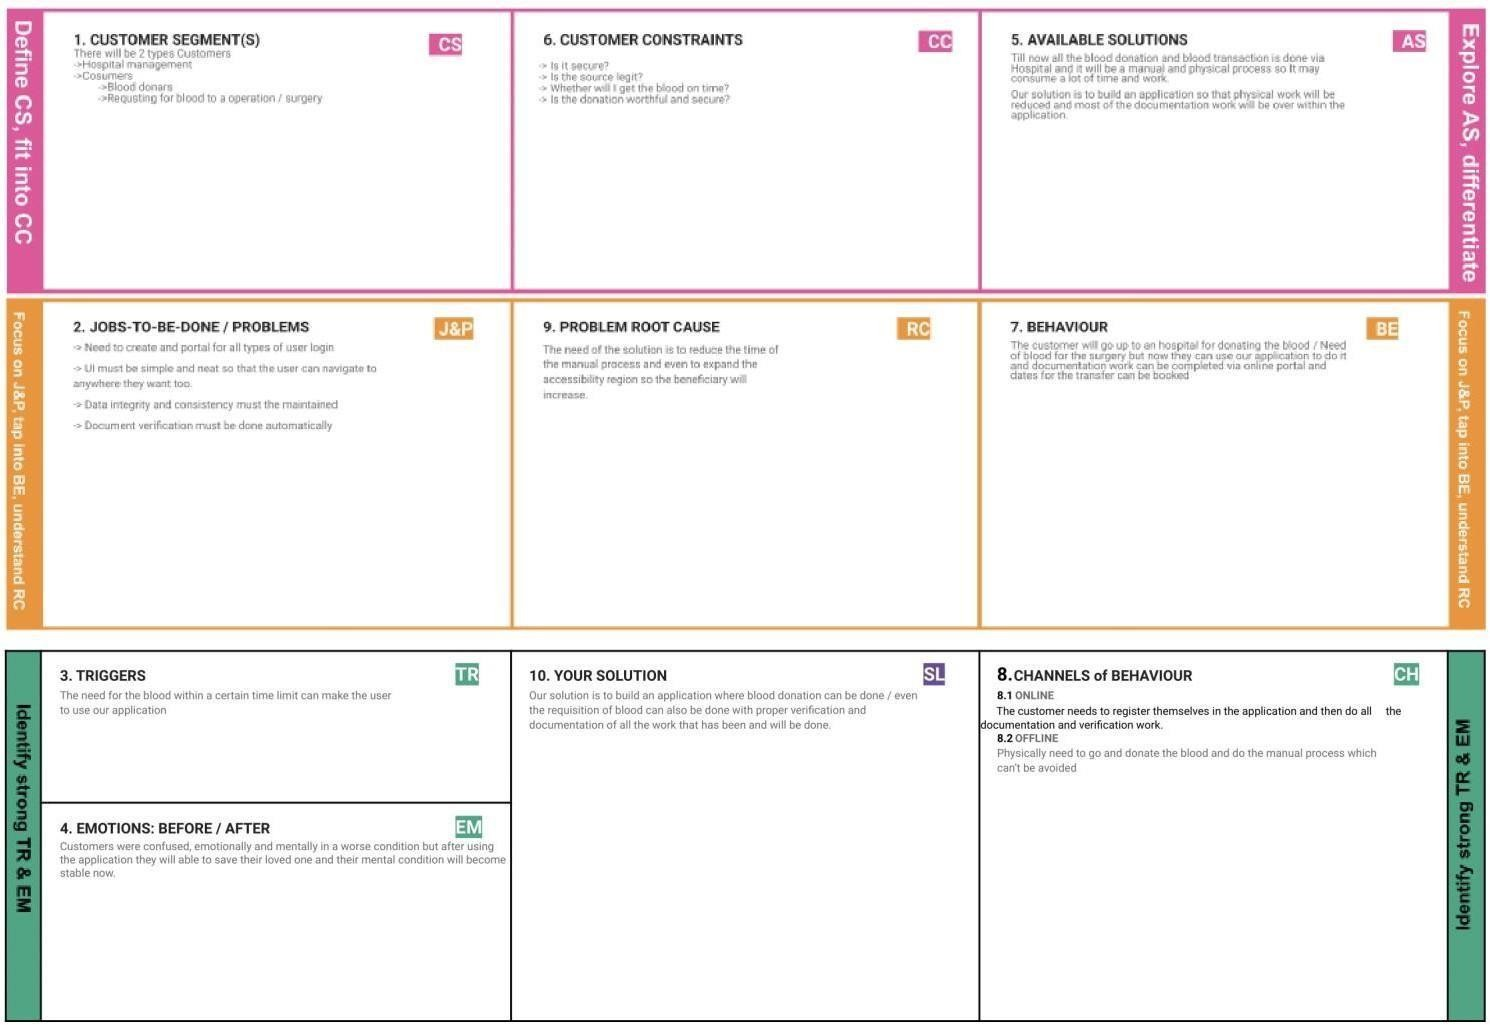 Define CS, fit into CC
1. CUSTOMER SEGMENT(S)
CS
There will be 2 types Customers
->Hospital management
->Cosumers
->Blood donars
->Requsting for blood to a operation / surgery
6. CUSTOMER CONSTRAINTS
CC
-> Is it secure?
-> Is the source legit?
-> Whether will I get the blood on time?
-> Is the donation worthful and secure?
5. AVAILABLE SOLUTIONS
AS
Till now all the blood donation and blood transaction is done via
Hospital and it will be a manual and physical process so It may
consume a lot of time and work.
Our solution is to build an application so that physical work will be
reduced and most of the documentation work will be over within the
application.
Explore AS, differentiate
Focus on J&P, tap into BE, understand RC
2. JOBS-TO-BE-DONE / PROBLEMS
J&P
-> Need to create and portal for all types of user login
-> UI must be simple and neat so that the user can navigate to
anywhere they want too.
-> Data integrity and consistency must the maintained
-> Document verification must be done automatically
9. PROBLEM ROOT CAUSE
RC
The need of the solution is to reduce the time of
the manual process and even to expand the
accessibility region so the beneficiary will
increase.
7. BEHAVIOUR
BE
The customer will go up to an hospital for donating the blood / Need
of blood for the surgery but now they can use our application to do it
and documentation work can be completed via online portal and
dates for the transfer can be booked
Focus on J&P, tap into BE, understand RC
Identify strong TR & EM
3. TRIGGERS
TR
The need for the blood within a certain time limit can make the user
to use our application
4. EMOTIONS: BEFORE / AFTER
EM
Customers were confused, emotionally and mentally in a worse condition but after using
the application they will able to save their loved one and their mental condition will become
stable now.
10. YOUR SOLUTION
SL
Our solution is to build an application where blood donation can be done / even
the requisition of blood can also be done with proper verification and
documentation of all the work that has been and will be done.
8.CHANNELS of BEHAVIOUR
CH
8.1 ONLINE
The customer needs to register themselves in the application and then do all the
documentation and verification work.
8.2 OFFLINE
Physically need to go and donate the blood and do the manual process which
can't be avoided
Identify strong TR & EM